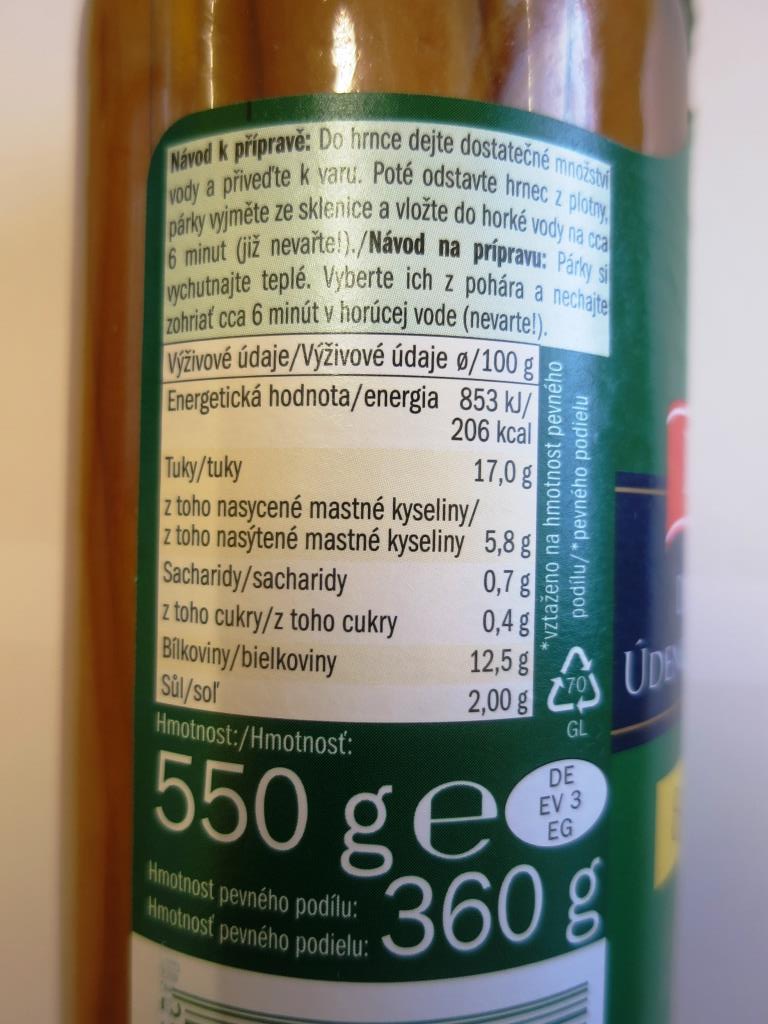 Návod k přípravě: Do hrnce dejte dostatečné množství
vody a přiveďte k varu. Poté odstavte hrnec z plotny,
párky vyjměte ze sklenice a vložte do horké vody na cca
6 minut (již nevařte!)./Návod na prípravu: Párky si
vychutnajte teplé. Vyberte ich z pohára a nechajte
zohriať cca 6 minút v horúcej vode (nevarte!).
Výživové údaje/Výživové údaje ø/100 g
Energetická hodnota/energia 853 kJ/
206 kcal
Tuky/tuky 17,0 g
z toho nasycené mastné kyseliny/
z toho nasýtené mastné kyseliny 5,8 g
Sacharidy/sacharidy 0,7 g
z toho cukry/z toho cukry 0,4 g
Bílkoviny/bielkoviny 12,5 g
Sůl/soľ 2,00 g
*vztaženo na hmotnost pevného
podílu/*pevného podielu
70
GL
Hmotnost:/Hmotnosť:
550 g e
DE
EV 3
EG
Hmotnost pevného podílu:
Hmotnosť pevného podielu: 360 g